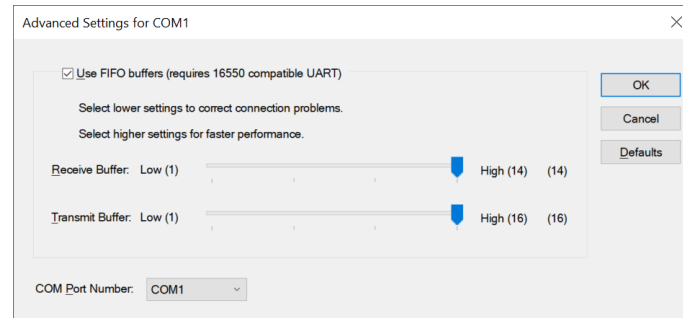 Advanced Settings for COM1
Use FIFO buffers (requires 16550 compatible UART)
OK
Select lower settings to correct connection problems.
Cancel
Select higher settings for faster performance.
Defaults
Receive Buffer: Low (1) High (14) (14)
Transmit Buffer: Low (1) High (16) (16)
COM Port Number: COM1